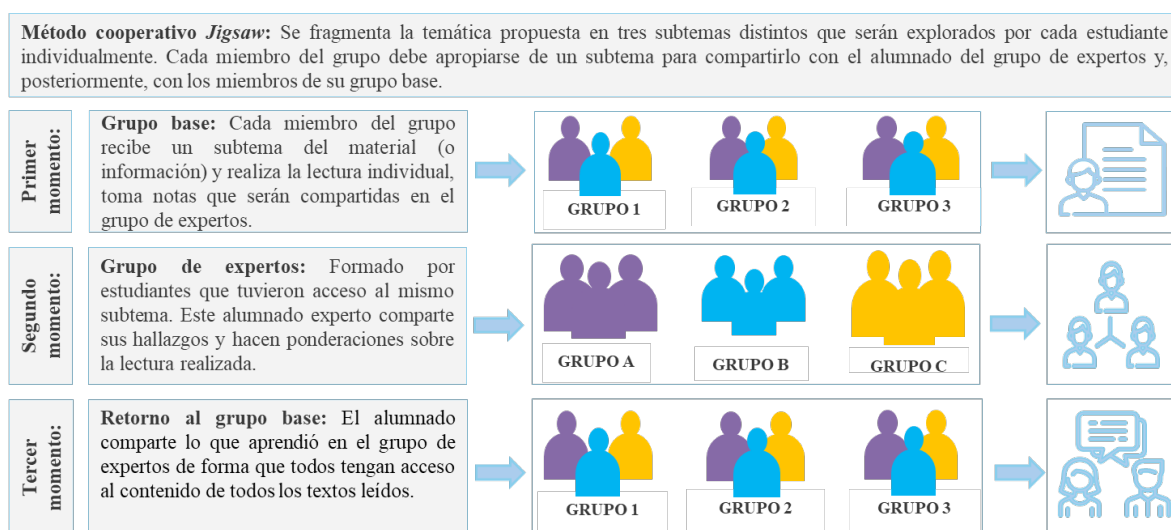 Método cooperativo Jigsaw: Se fragmenta la temática propuesta en tres subtemas distintos que serán explorados por cada estudiante
individualmente. Cada miembro del grupo debe apropiarse de un subtema para compartirlo con el alumnado del grupo de expertos y,
posteriormente, con los miembros de su grupo base.
Primer
momento:
Grupo base: Cada miembro del grupo
recibe un subtema del material (o
información) y realiza la lectura individual,
toma notas que serán compartidas en el
grupo de expertos.
GRUPO 1
GRUPO 2
GRUPO 3
Segundo
momento:
Grupo de expertos: Formado por
estudiantes que tuvieron acceso al mismo
subtema. Este alumnado experto comparte
sus hallazgos y hacen ponderaciones sobre
la lectura realizada.
GRUPO A
GRUPO B
GRUPO C
Tercer
momento:
Retorno al grupo base: El alumnado
comparte lo que aprendió en el grupo de
expertos de forma que todos tengan acceso
al contenido de todos los textos leídos.
GRUPO 1
GRUPO 2
GRUPO 3